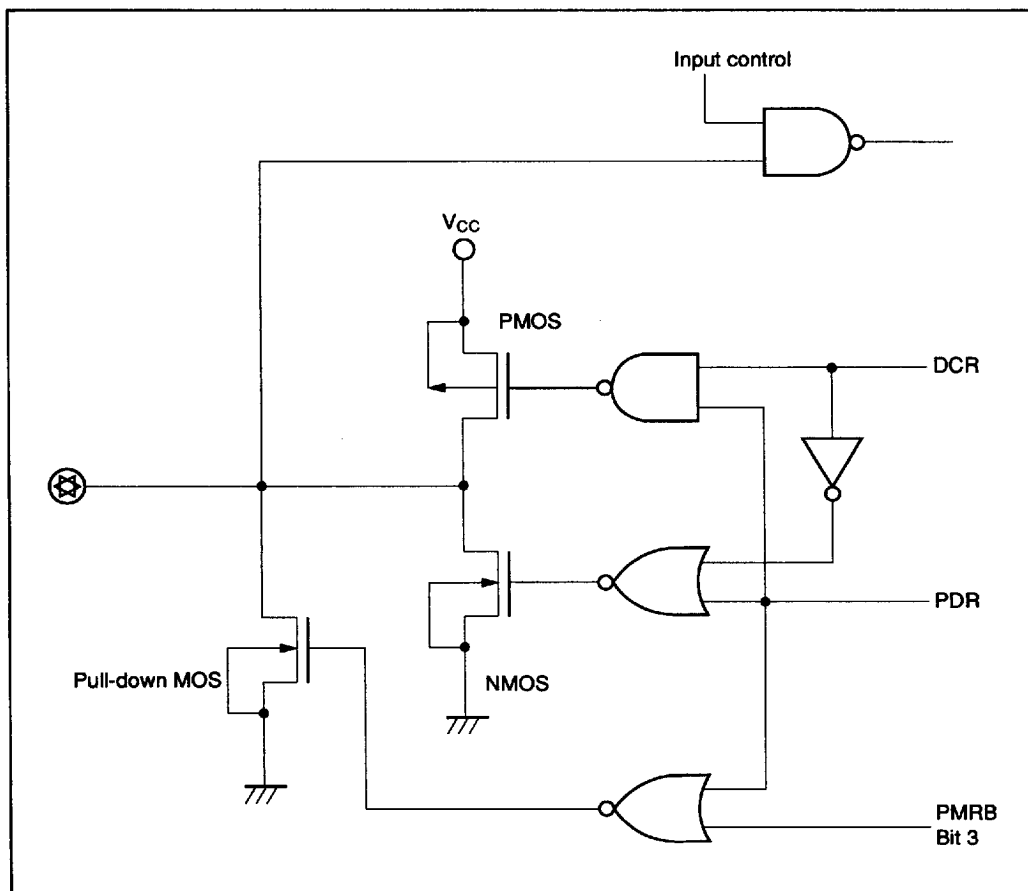 Input control
VCC
PMOS
DCR
PDR
Pull-down MOS
NMOS
PMRB
Bit 3